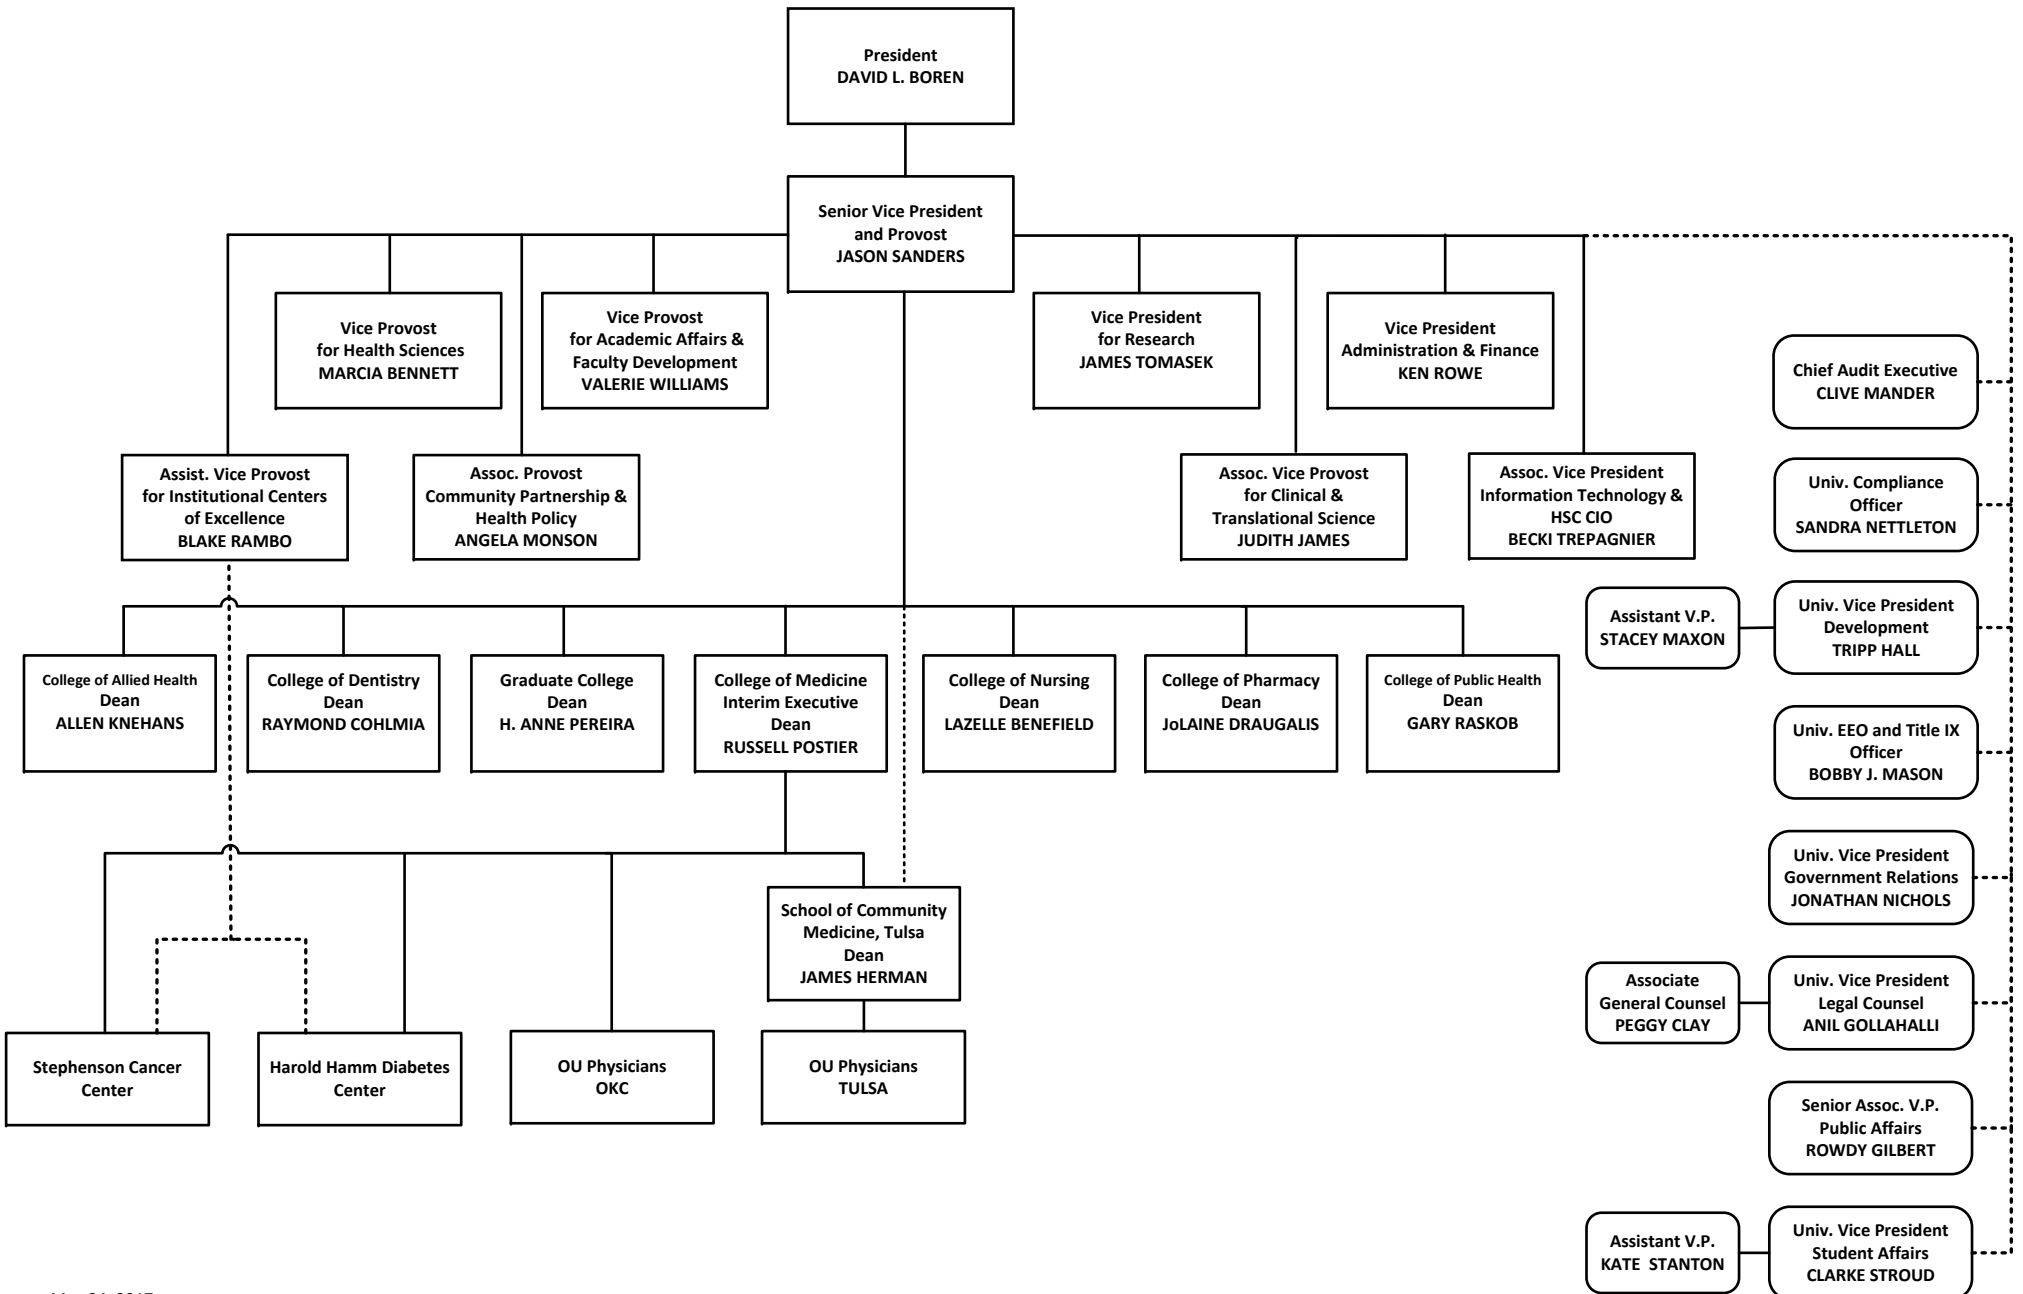 President
DAVID L. BOREN
Senior Vice President
and Provost
JASON SANDERS
Vice Provost
for Health Sciences
MARCIA BENNETT
Vice Provost
for Academic Affairs &
Faculty Development
VALERIE WILLIAMS
Vice President
for Research
JAMES TOMASEK
Vice President
Administration & Finance
KEN ROWE
Assist. Vice Provost
for Institutional Centers
of Excellence
BLAKE RAMBO
Assoc. Provost
Community Partnership &
Health Policy
ANGELA MONSON
Assoc. Vice Provost
for Clinical &
Translational Science
JUDITH JAMES
Assoc. Vice President
Information Technology &
HSC CIO
BECKI TREPAGNIER
College of Allied Health
Dean
ALLEN KNEHANS
College of Dentistry
Dean
RAYMOND COHLMIA
Graduate College
Dean
H. ANNE PEREIRA
College of Medicine
Interim Executive
Dean
RUSSELL POSTIER
College of Nursing
Dean
LAZELLE BENEFIELD
College of Pharmacy
Dean
JoLAINE DRAUGALIS
College of Public Health
Dean
GARY RASKOB
School of Community
Medicine, Tulsa
Dean
JAMES HERMAN
Stephenson Cancer
Center
Harold Hamm Diabetes
Center
OU Physicians
OKC
OU Physicians
TULSA
Chief Audit Executive
CLIVE MANDER
Univ. Compliance
Officer
SANDRA NETTLETON
Assistant V.P.
STACEY MAXON
Univ. Vice President
Development
TRIPP HALL
Univ. EEO and Title IX
Officer
BOBBY J. MASON
Univ. Vice President
Government Relations
JONATHAN NICHOLS
Associate
General Counsel
PEGGY CLAY
Univ. Vice President
Legal Counsel
ANIL GOLLAHALLI
Senior Assoc. V.P.
Public Affairs
ROWDY GILBERT
Assistant V.P.
KATE STANTON
Univ. Vice President
Student Affairs
CLARKE STROUD